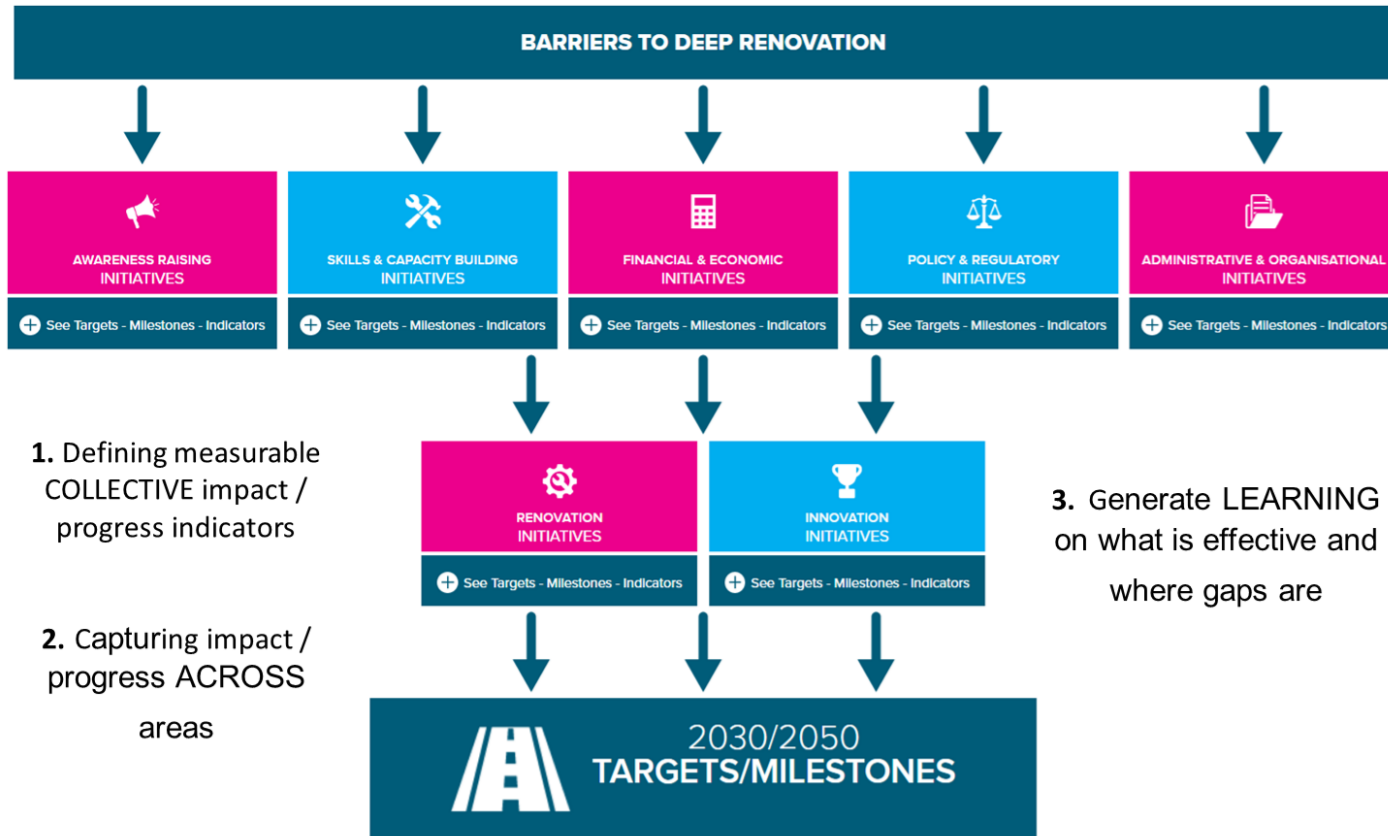 BARRIERS TO DEEP RENOVATION
AWARENESS RAISING
INITIATIVES
See Targets - Milestones - Indicators
SKILLS & CAPACITY BUILDING
INITIATIVES
See Targets - Milestones - Indicators
FINANCIAL & ECONOMIC
INITIATIVES
See Targets - Milestones - Indicators
POLICY & REGULATORY
INITIATIVES
See Targets - Milestones - Indicators
ADMINISTRATIVE & ORGANISATIONAL
INITIATIVES
See Targets - Milestones - Indicators
1. Defining measurable
COLLECTIVE impact /
progress indicators
2. Capturing impact /
progress ACROSS
areas
RENOVATION
INITIATIVES
See Targets - Milestones - Indicators
INNOVATION
INITIATIVES
See Targets - Milestones - Indicators
3. Generate LEARNING
on what is effective and
where gaps are
2030/2050
TARGETS/MILESTONES